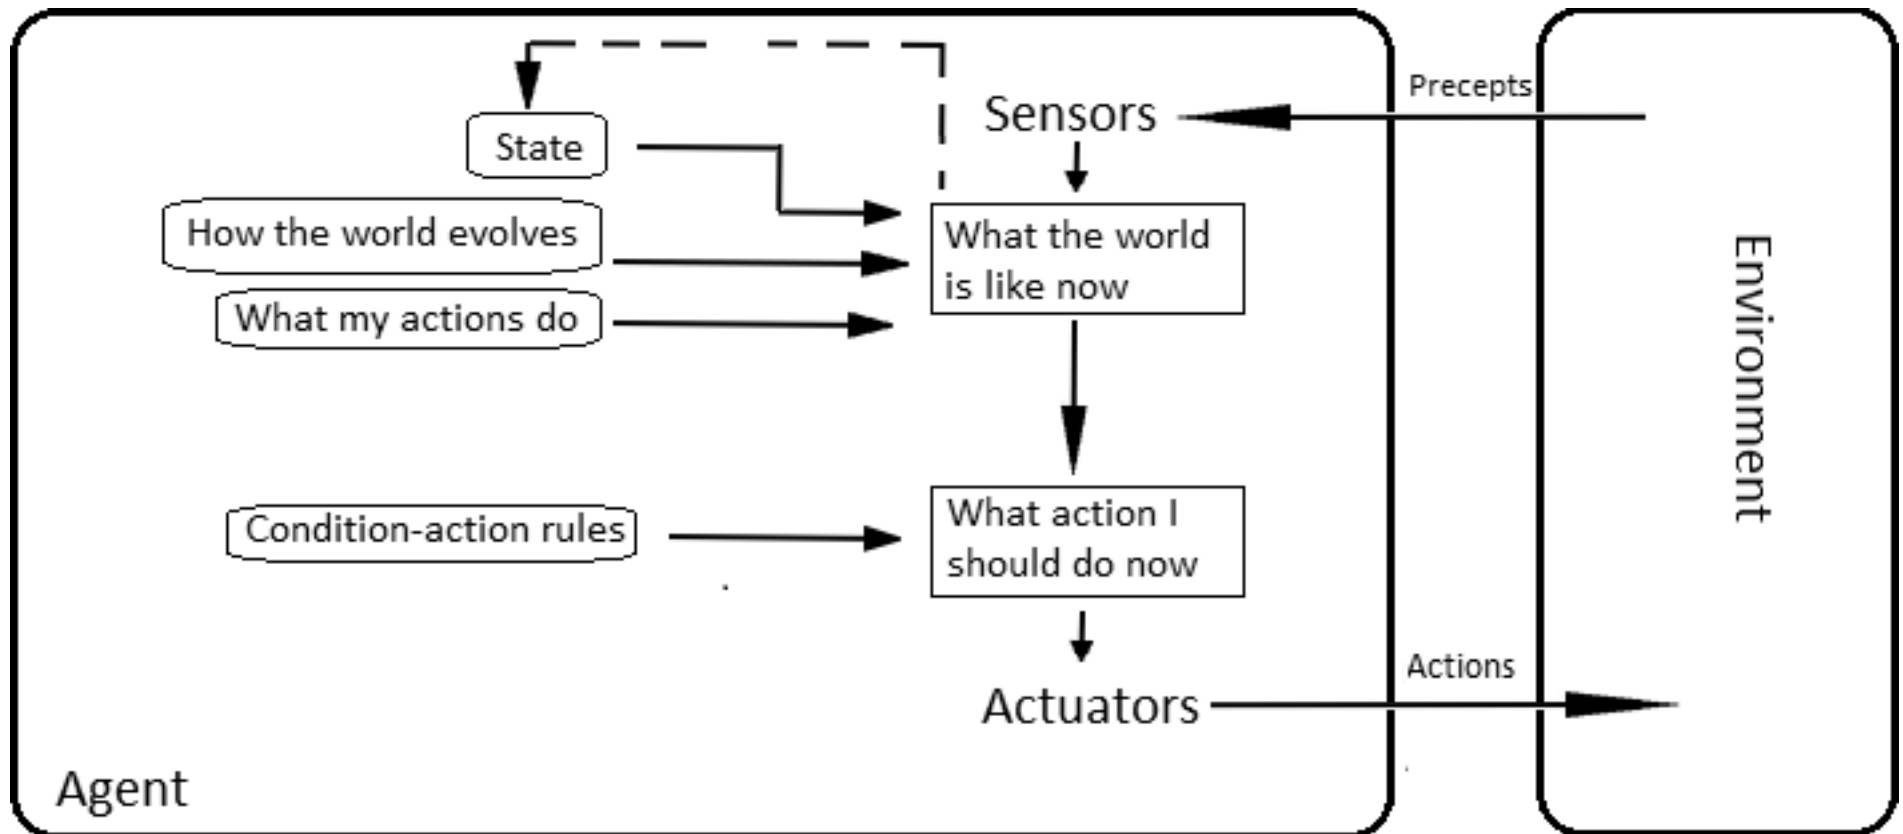 Precepts
Sensors
State
How the world evolves
What the world
is like now
What my actions do
Environment
Condition-action rules
What action I
should do now
Actions
Actuators
Agent